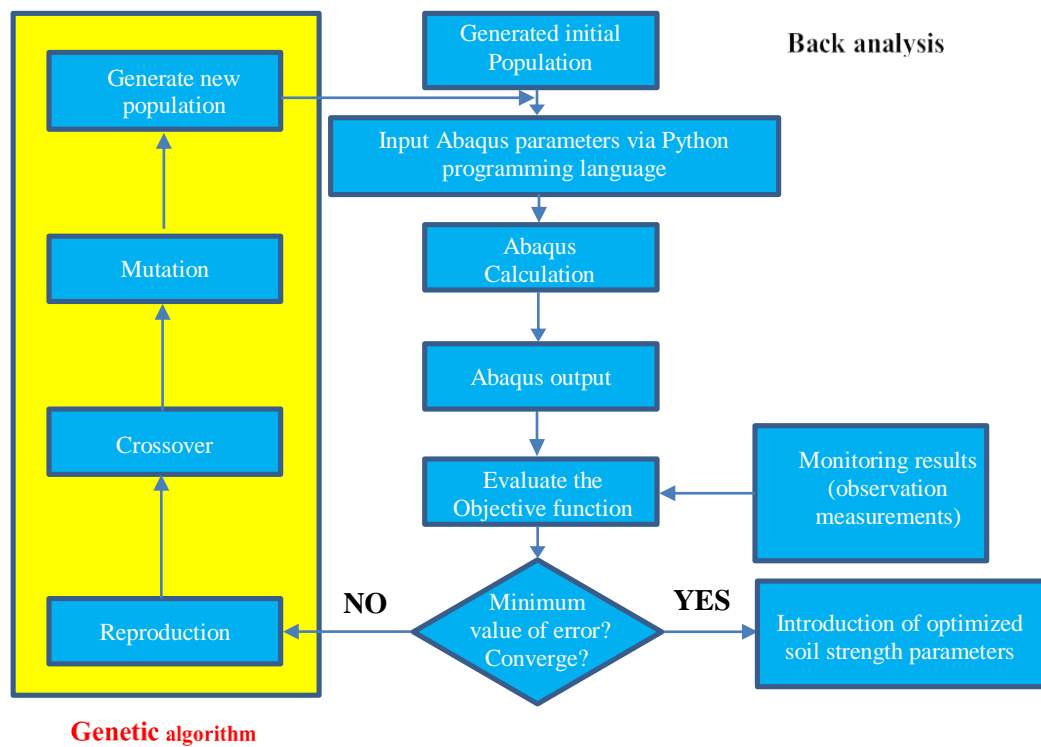 Generated initial
Population
Back analysis
Generate new
population
Input Abaqus parameters via Python
programming language
Abaqus
Calculation
Mutation
Abaqus output
Crossover
Evaluate the
Objective function
Monitoring results
(observation
measurements)
NO
Minimum
value of error?
Converge?
YES
Reproduction
Introduction of optimized
soil strength parameters
Genetic algorithm